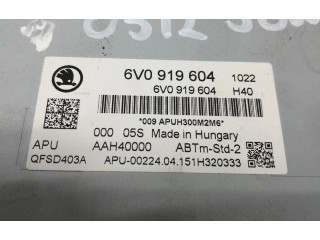 0512
6V0 919 604 1022
6V0 919 604 H40
*009 APUH300M2M6*
000 05S Made in Hungary
APU AAH40000 ABTm-Std-2
QFSD403A APU-00224.04.151H320333